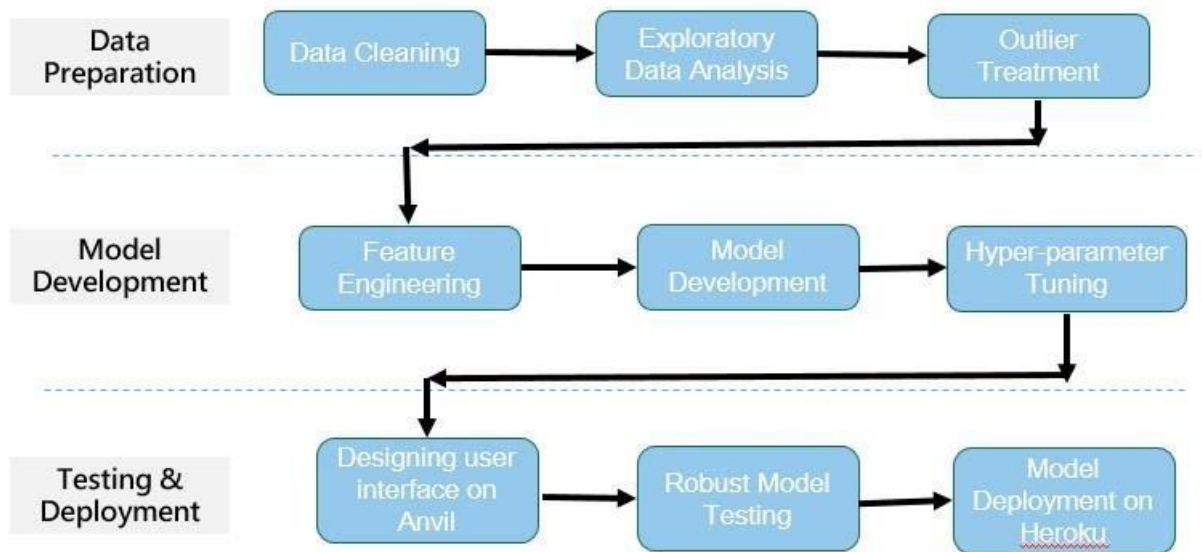 Data
Preparation
Data Cleaning
Exploratory
Data Analysis
Outlier
Treatment
Model
Development
Feature
Engineering
Model
Development
Hyper-parameter
Tuning
Testing &
Deployment
Designing user
interface on
Anvil
Robust Model
Testing
Model
Deployment on
Heroku